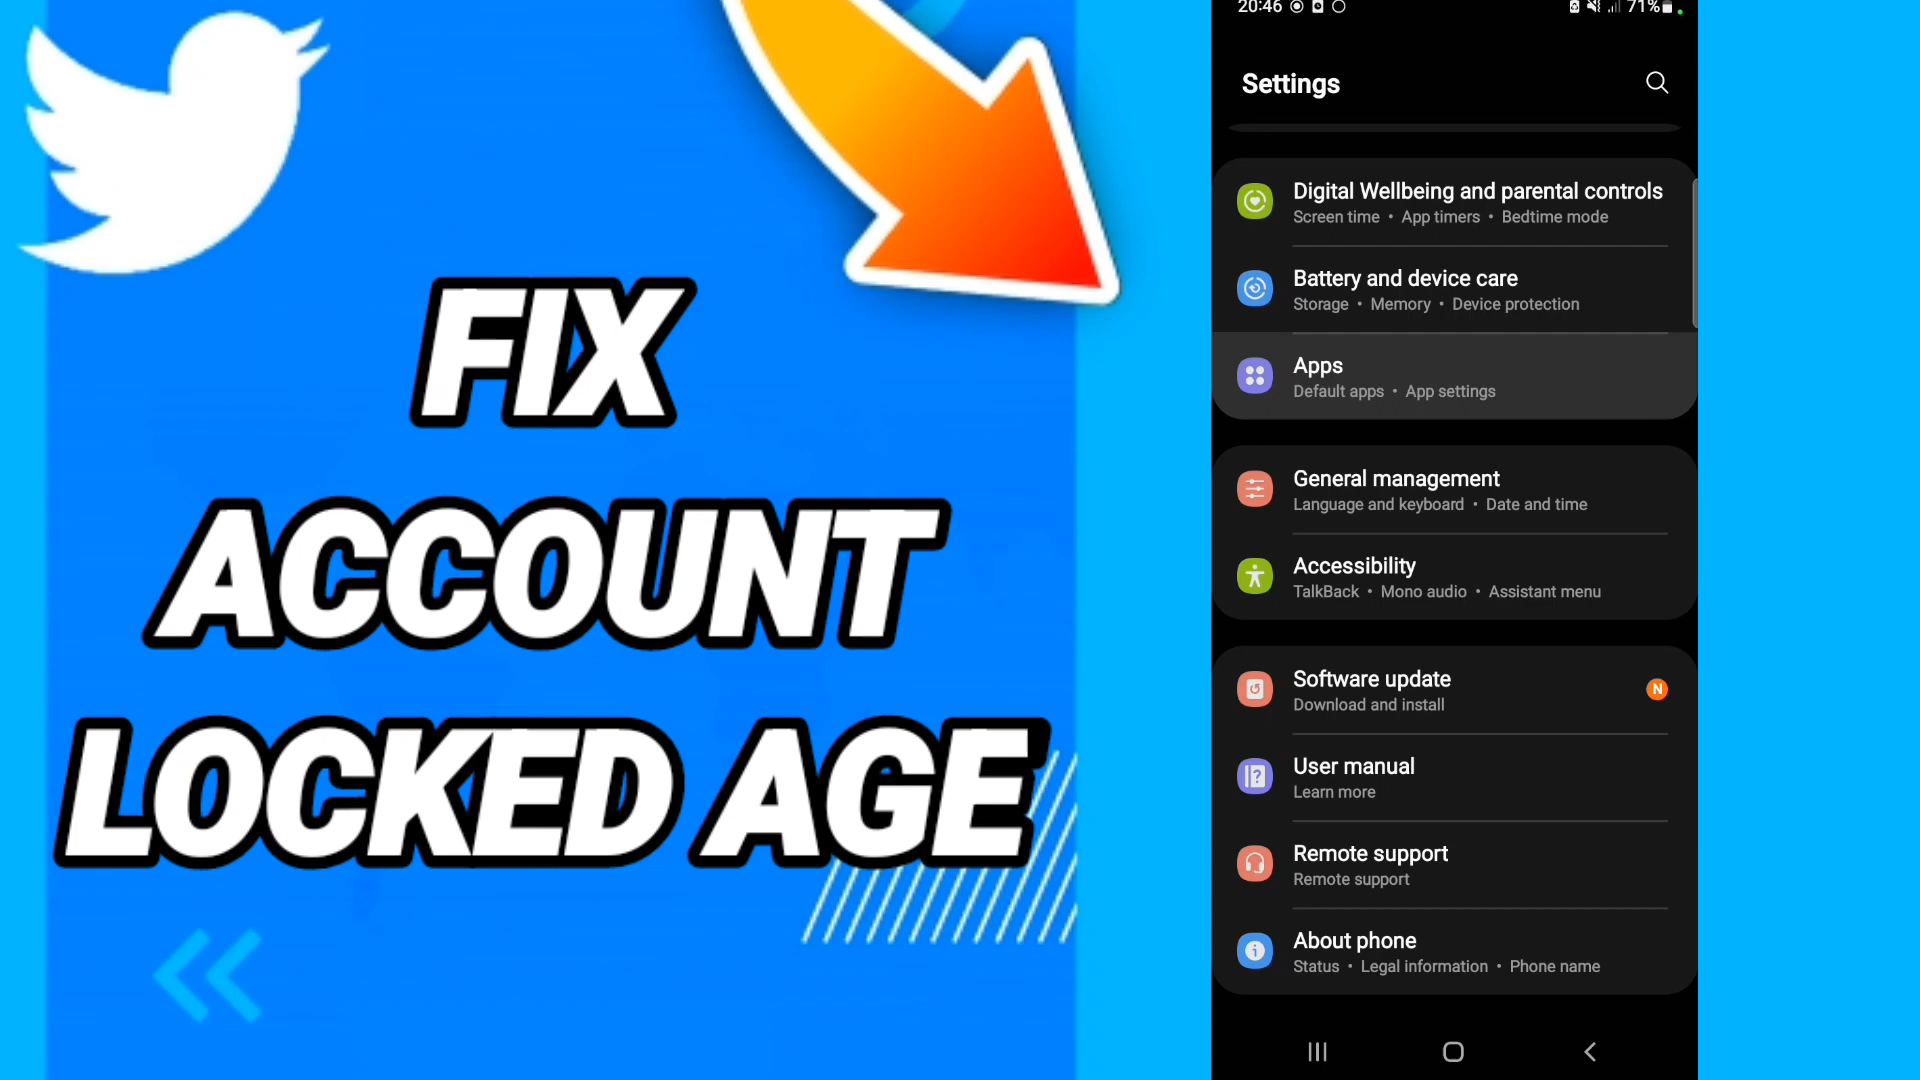 FIX
ACCOUNT
LOCKED AGE
20:46
71%
Settings
Digital Wellbeing and parental controls
Screen time • App timers • Bedtime mode
Battery and device care
Storage • Memory • Device protection
Apps
Default apps • App settings
General management
Language and keyboard • Date and time
Accessibility
TalkBack • Mono audio • Assistant menu
Software update
N
Download and install
User manual
Learn more
Remote support
Remote support
About phone
Status • Legal information • Phone name